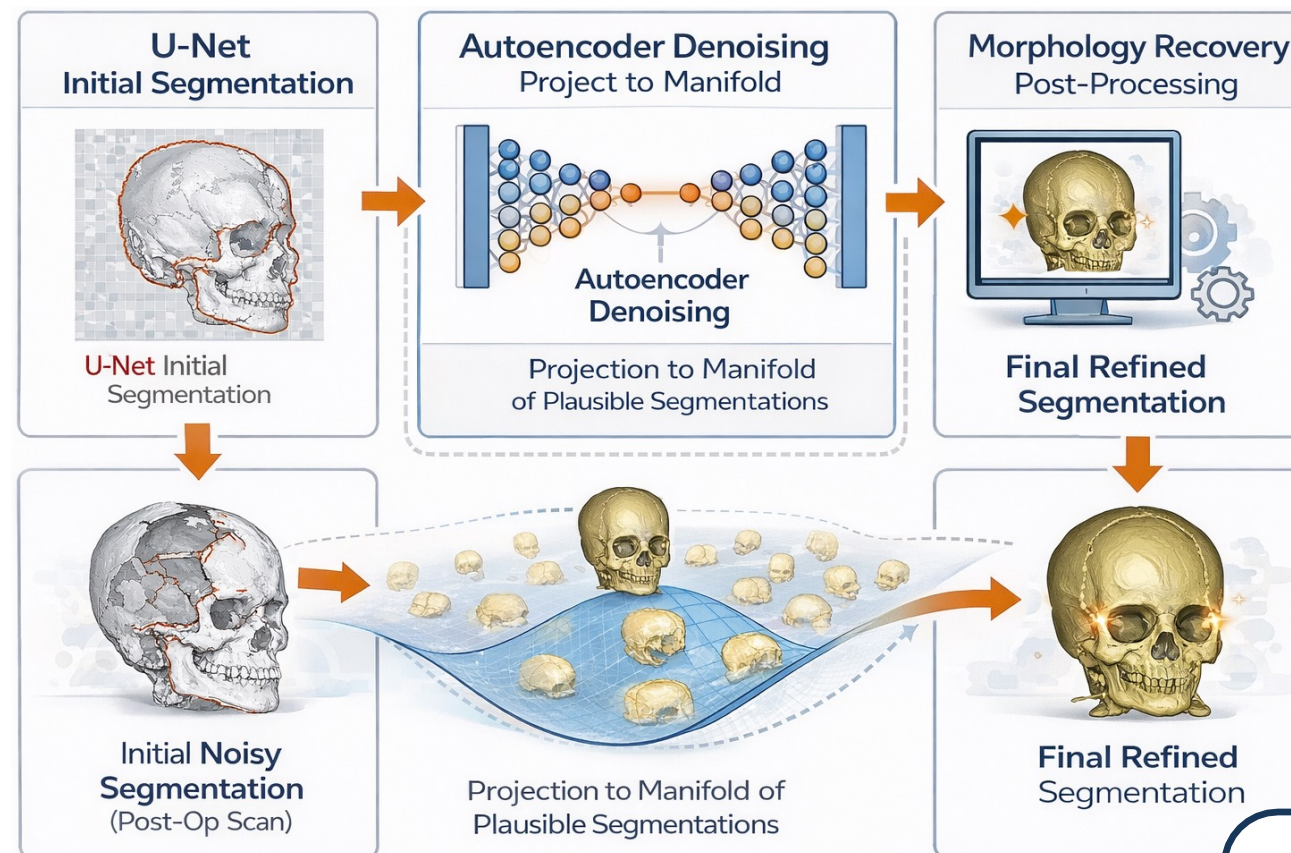 U-Net
Initial Segmentation
U-Net Initial
Segmentation
Autoencoder Denoising
Project to Manifold
Autoencoder
Denoising
Projection to Manifold
of Plausible Segmentations
Morphology Recovery
Post-Processing
Final Refined
Segmentation
Initial Noisy
Segmentation
(Post-Op Scan)
Projection to Manifold of
Plausible Segmentations
Final Refined
Segmentation